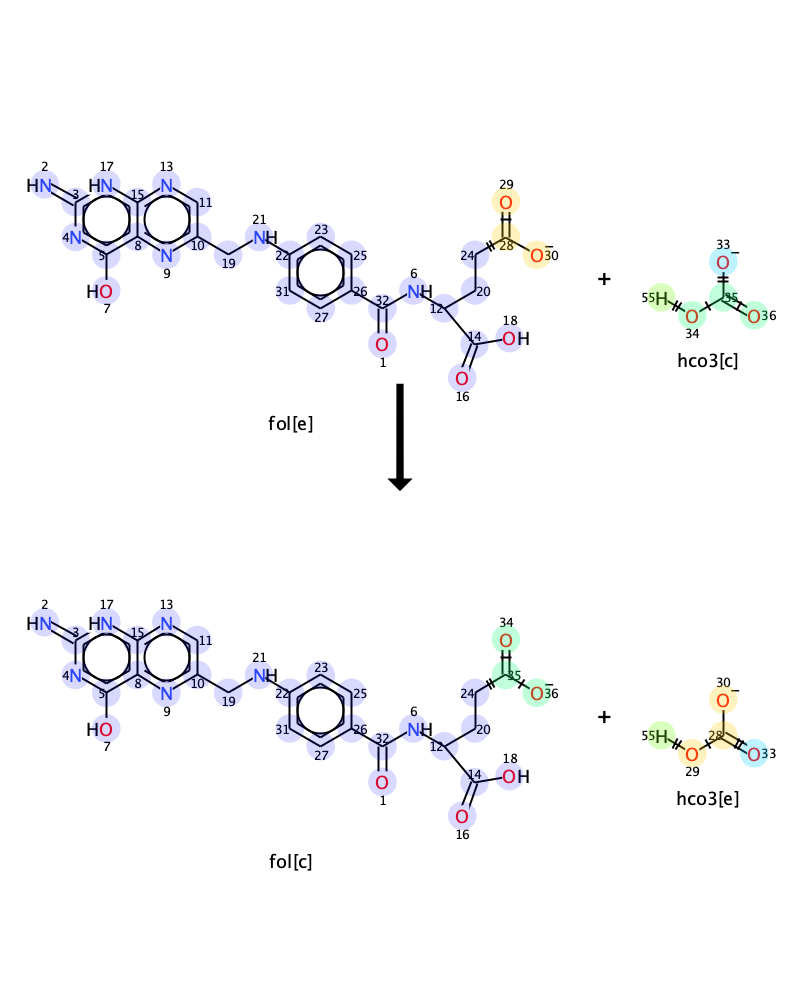 29
2 17 13 O
HN 3 HN 15 N 11 21 23 24 28 O⁻ 30 33
4 N 8 10 NH 22 25 6 O⁻
5 N 19 NH 20 + 55 H 35
HO 9 31 26 32 12 18 O O 36
7 27 14 OH 34
O O hco3[c]
1 16
fol[e]
34
2 17 13 O
HN 3 HN 15 N 11 21 23 24 35 O⁻ 36 30
4 N 8 10 NH 22 25 6 O⁻
5 N 19 NH 20 + 55 H 28
HO 9 31 26 32 12 18 O O 33
7 27 14 OH 29
O O hco3[e]
1 16
fol[c]